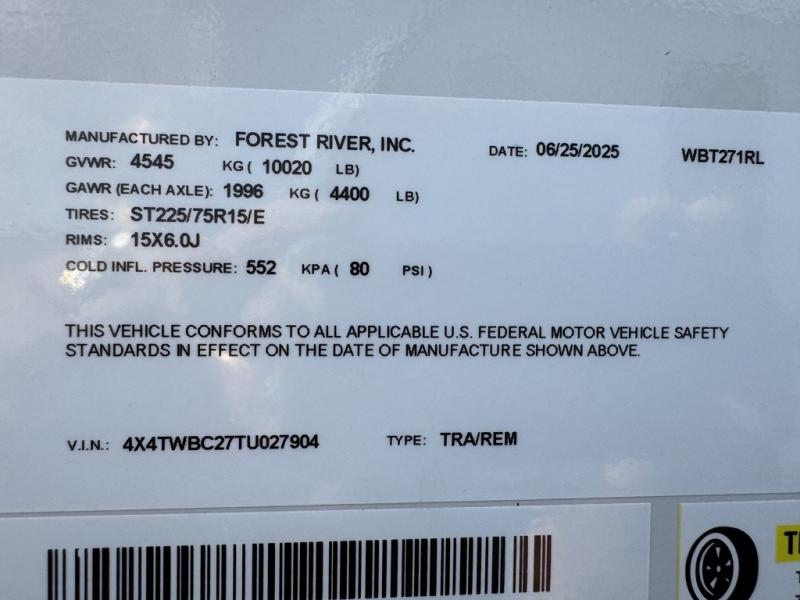 MANUFACTURED BY: FOREST RIVER, INC. DATE: 06/25/2025 WBT271RL
GVWR: 4545 KG ( 10020 LB)
GAWR (EACH AXLE): 1996 KG ( 4400 LB)
TIRES: ST225/75R15/E
RIMS: 15X6.0J
COLD INFL. PRESSURE: 552 KPA ( 80 PSI )
THIS VEHICLE CONFORMS TO ALL APPLICABLE U.S. FEDERAL MOTOR VEHICLE SAFETY
STANDARDS IN EFFECT ON THE DATE OF MANUFACTURE SHOWN ABOVE.
V.I.N.: 4X4TWBC27TU027904 TYPE: TRA/REM